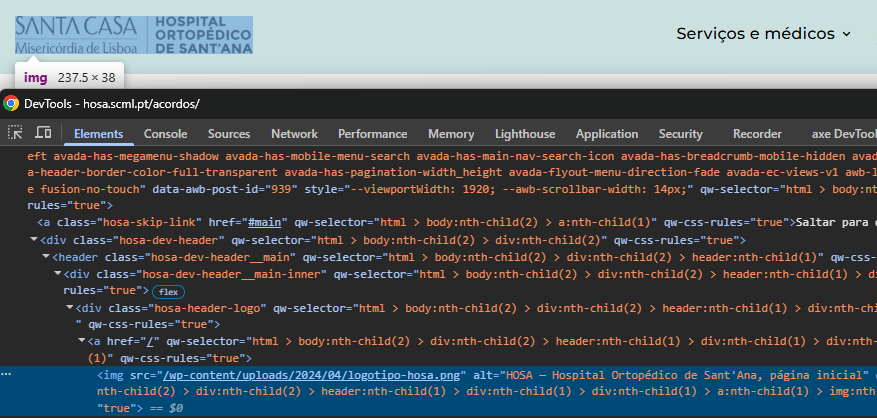 SANTA CASA
Misericórdia de Lisboa
HOSPITAL
ORTOPÉDICO
DE SANT'ANA
Serviços e médicos
img 237.5 × 38
DevTools - hosa.scml.pt/acordos/
Elements Console Sources Network Performance Memory Lighthouse Application Security Recorder axe DevTool
eft avada-has-megamenu-shadow avada-has-mobile-menu-search avada-has-main-nav-search-icon avada-has-breadcrumb-mobile-hidden avada
a-header-border-color-full-transparent avada-has-pagination-width_height avada-flyout-menu-direction-fade avada-ec-views-v1 awb-l
e fusion-no-touch" data-awb-post-id="939" style="--viewportWidth: 1920; --awb-scrollbar-width: 14px;" qw-selector="html > body:nth
rules="true">
<a class="hosa-skip-link" href="#main" qw-selector="html > body:nth-child(2) > a:nth-child(1)" qw-css-rules="true">Saltar para
<div class="hosa-dev-header" qw-selector="html > body:nth-child(2) > div:nth-child(2)" qw-css-rules="true">
<header class="hosa-dev-header__main" qw-selector="html > body:nth-child(2) > div:nth-child(2) > header:nth-child(1)" qw-css
<div class="hosa-dev-header__main-inner" qw-selector="html > body:nth-child(2) > div:nth-child(2) > header:nth-child(1) > di
rules="true"> flex
<div class="hosa-header-logo" qw-selector="html > body:nth-child(2) > div:nth-child(2) > header:nth-child(1) > div:nth-chil
" qw-css-rules="true">
<a href="/" qw-selector="html > body:nth-child(2) > div:nth-child(2) > header:nth-child(1) > div:nth-child(1) > div:nth-c
(1)" qw-css-rules="true">
<img src="/wp-content/uploads/2024/04/logotipo-hosa.png" alt="HOSA – Hospital Ortopédico de Sant'Ana, página inicial"
nth-child(2) > div:nth-child(2) > header:nth-child(1) > div:nth-child(1) > div:nth-child(1) > a:nth-child(1) > img:nth
"true"> == $0